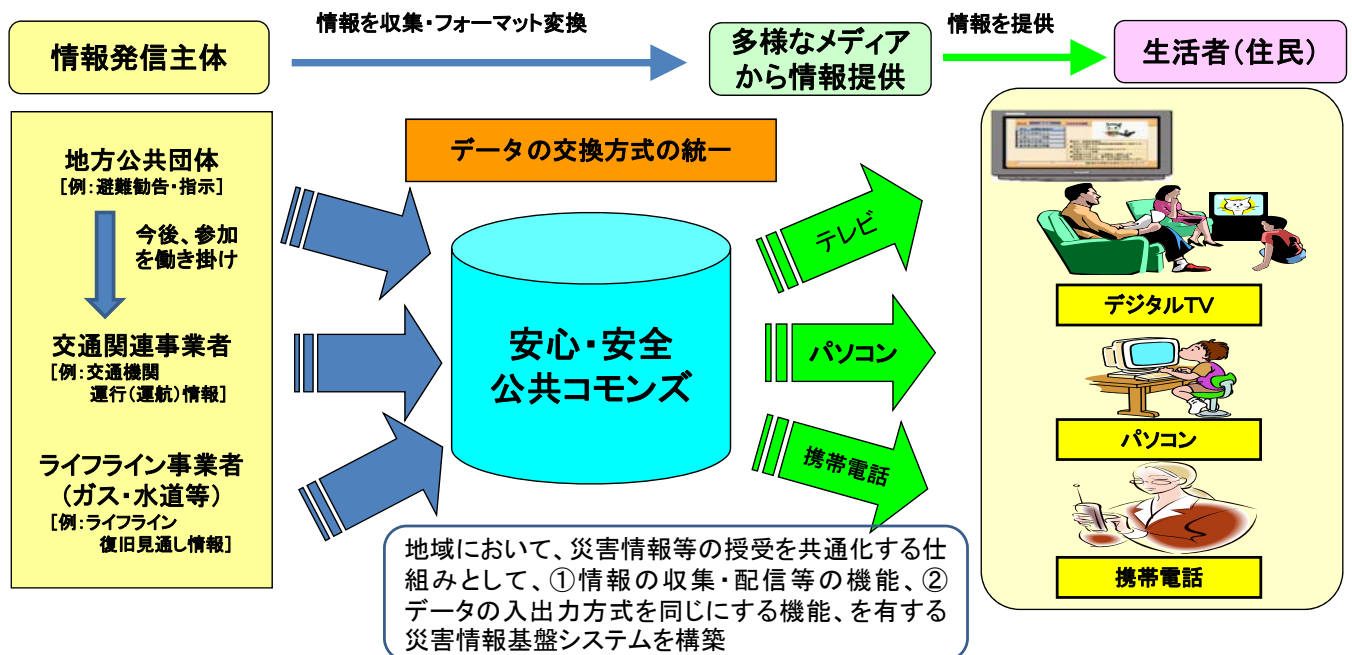 情報を収集・フォーマット変換
情報を提供
情報発信主体
多様なメディア
から情報提供
生活者(住民)
地方公共団体
[例:避難勧告・指示]
今後、参加
を働き掛け
交通関連事業者
[例:交通機関
運行(運航)情報]
ライフライン事業者
(ガス・水道等)
[例:ライフライン
復旧見通し情報]
データの交換方式の統一
安心・安全
公共コモンズ
テレビ
パソコン
携帯電話
デジタルTV
パソコン
携帯電話
地域において、災害情報等の授受を共通化する仕
組みとして、①情報の収集・配信等の機能、②
データの入出力方式を同じにする機能、を有する
災害情報基盤システムを構築